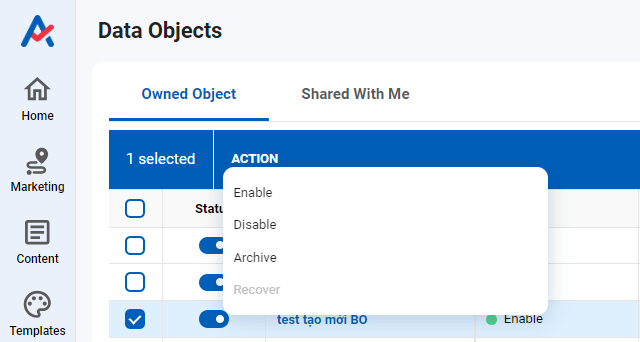 Data Objects
Home
Marketing
Content
Templates
Owned Object
Shared With Me
1 selected
ACTION
Enable
Disable
Archive
Recover
test tạo mới BO
Enable